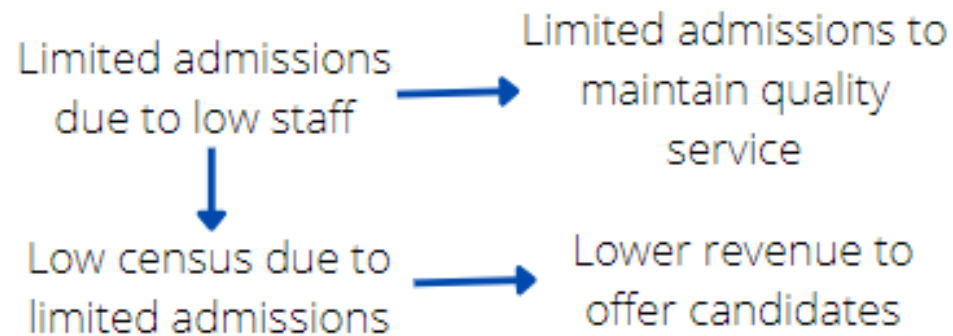 Limited admissions
due to low staff
Limited admissions to
maintain quality
service
Low census due to
limited admissions
Lower revenue to
offer candidates